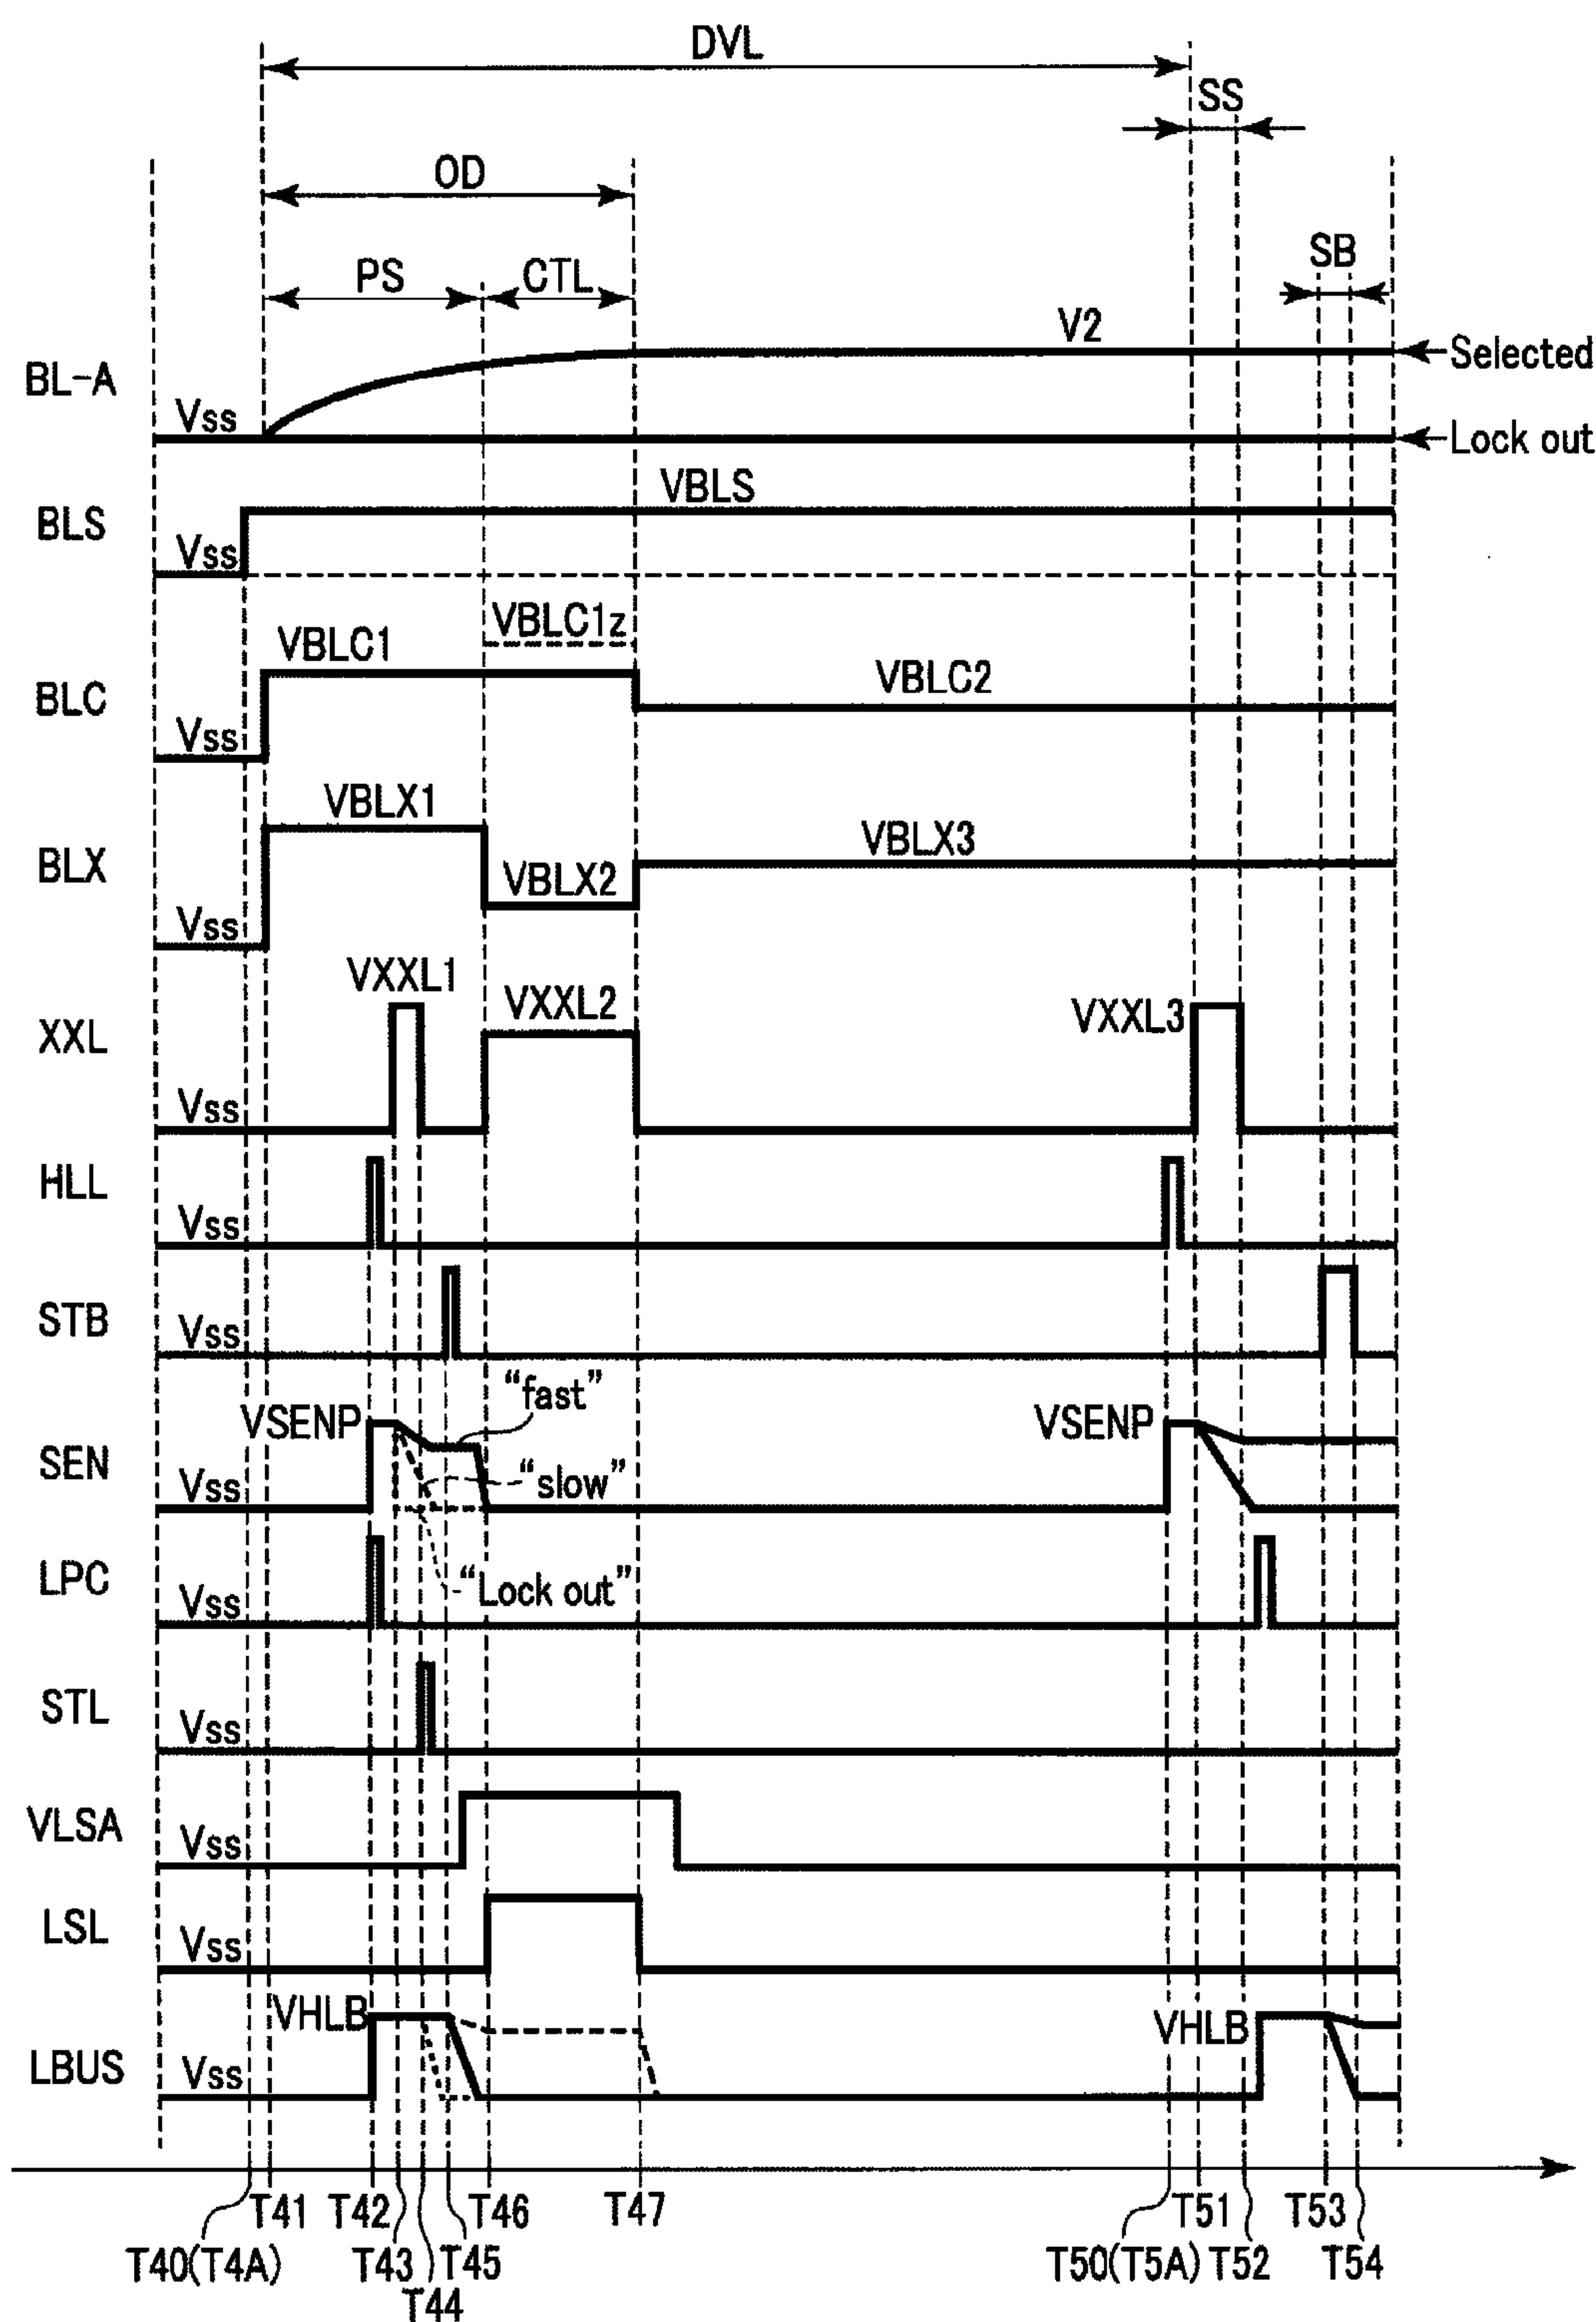 DVL
SS
OD
SB
PS
CTL
V2
Selected
BL-A
Vss
Lock out
VBLS
BLS
Vss
VBLC1z
VBLC1
VBLC2
BLC
Vss
VBLX1
VBLX3
BLX
VBLX2
Vss
VXXL1
VXXL2
VXXL3
XXL
Vss
HLL
Vss
STB
Vss
"fast"
VSENP
VSENP
SEN
"slow"
Vss
LPC
"Lock out"
Vss
STL
Vss
VLSA
Vss
LSL
Vss
VHLB
VHLB
LBUS
Vss
T41
T42
T46
T47
T51
T53
T40(T4A)
T43
T45
T50(T5A)
T52
T54
T44